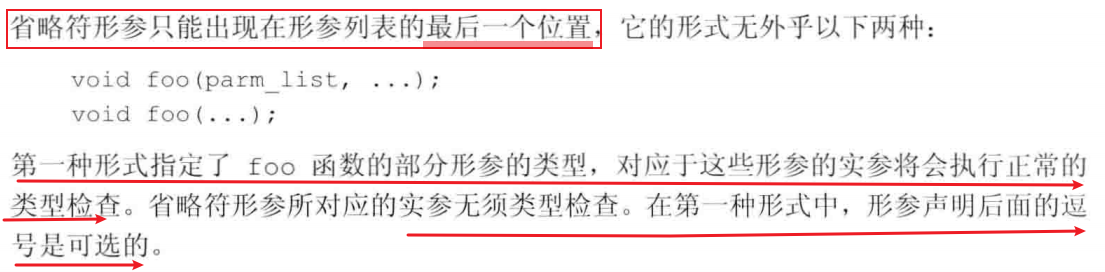 省略符形参只能出现在形参列表的最后一个位置，它的形式无外乎以下两种：
void foo(parm_list, ...);
void foo(...);
第一种形式指定了 foo 函数的部分形参的类型，对应于这些形参的实参将会执行正常的
类型检查。省略符形参所对应的实参无须类型检查。在第一种形式中，形参声明后面的逗
号是可选的。